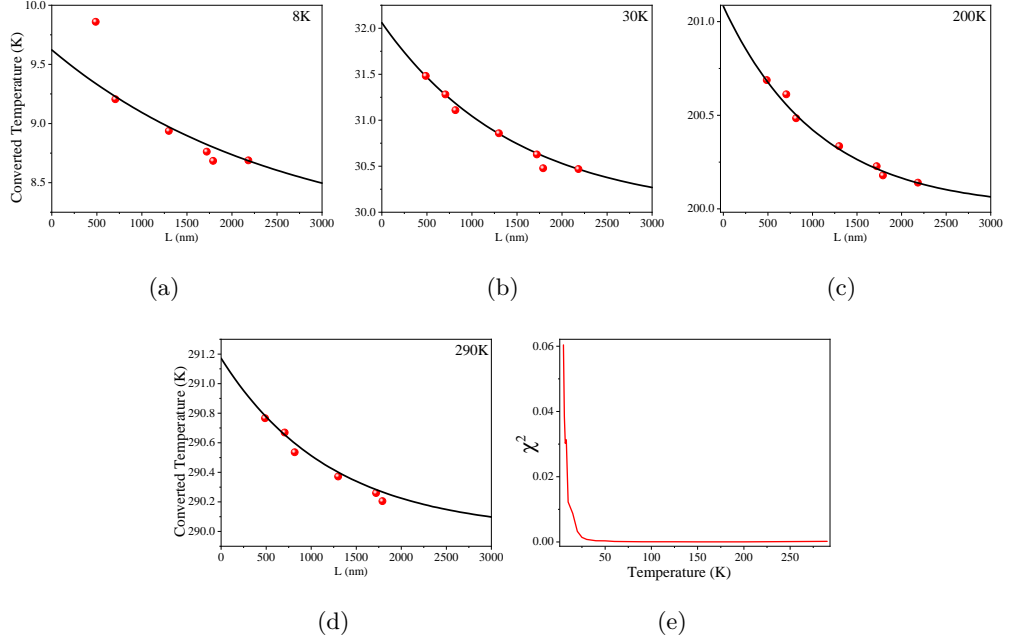 8K
Converted Temperature (K)
10.0
9.5
9.0
8.5
0 500 1000 1500 2000 2500 3000
L (nm)
(a)
30K
32.0
31.5
31.0
30.5
30.0
0 500 1000 1500 2000 2500 3000
L (nm)
(b)
200K
201.0
200.5
200.0
0 500 1000 1500 2000 2500 3000
L (nm)
(c)
290K
Converted Temperature (K)
291.2
291.0
290.8
290.6
290.4
290.2
290.0
0 500 1000 1500 2000 2500 3000
L (nm)
(d)
χ²
0.06
0.04
0.02
0.00
50 100 150 200 250
Temperature (K)
(e)